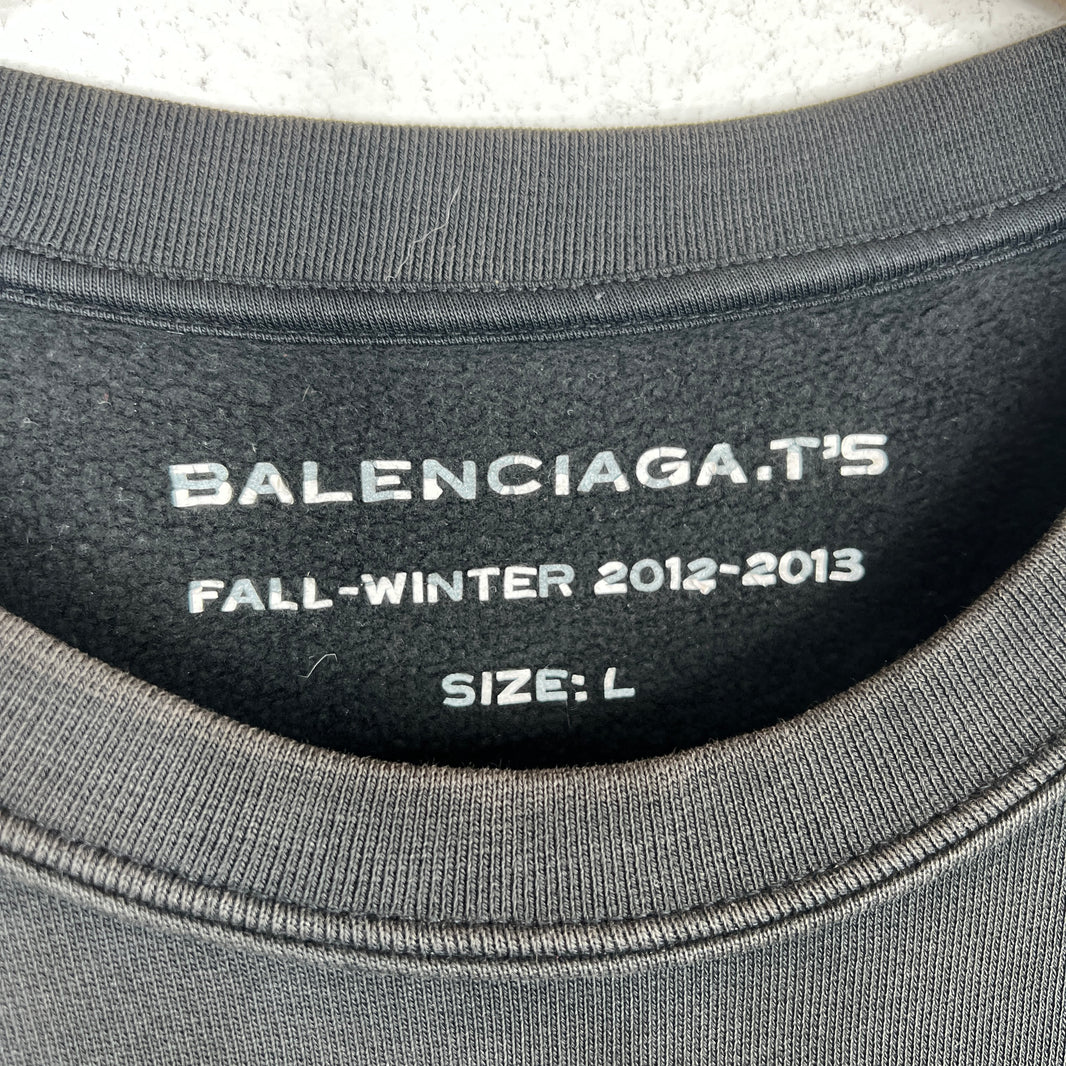 BALENCIAGA.T'S
FALL-WINTER 2012-2013
SIZE: L